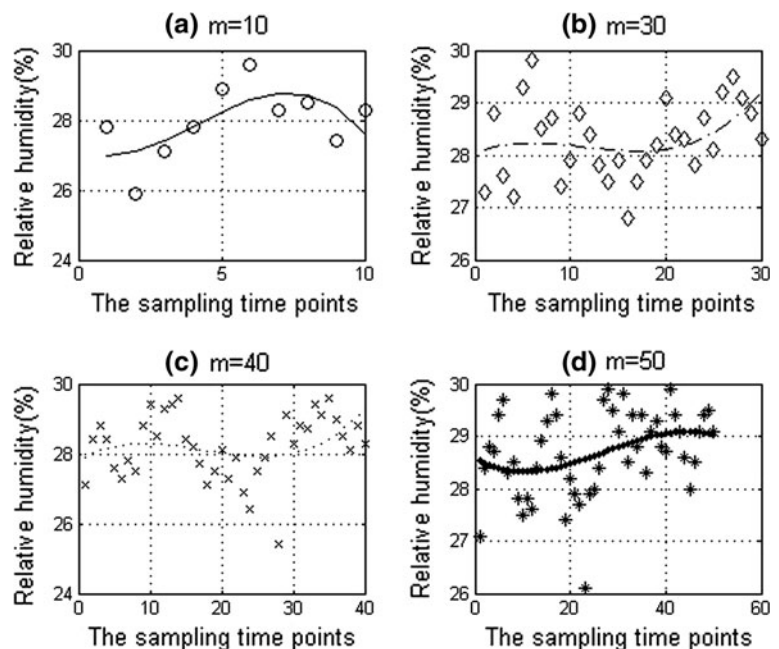 (a) m=10
Relative humidity(%)
30
28
26
24
0
5
10
The sampling time points
(b) m=30
Relative humidity(%)
30
29
28
27
26
0
10
20
30
The sampling time points
(c) m=40
Relative humidity(%)
30
28
26
24
0
10
20
30
40
The sampling time points
(d) m=50
Relative humidity(%)
30
29
28
27
26
0
20
40
60
The sampling time points